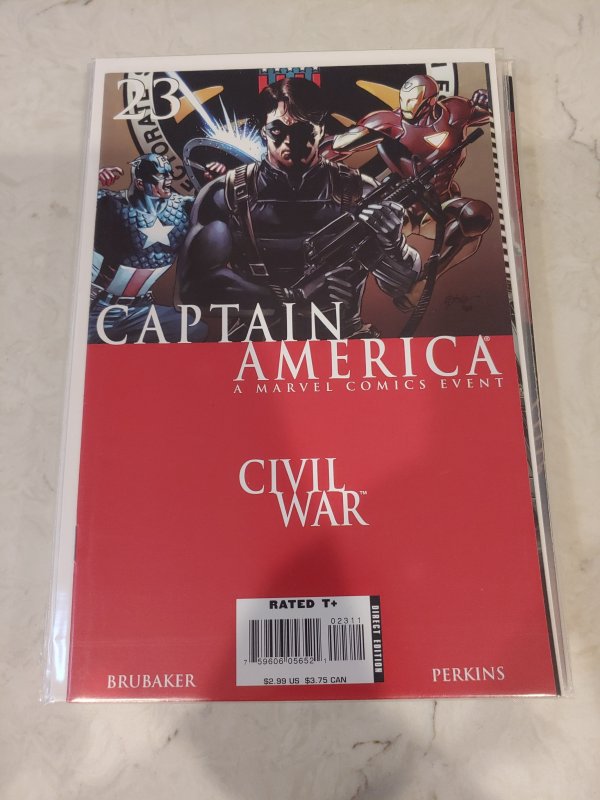 23
CAPTAIN
AMERICA®
A MARVEL COMICS EVENT
CIVIL
WAR™
RATED T+
02311
7 59606 05652 1
DIRECT EDITION
$2.99 US $3.75 CAN
BRUBAKER
PERKINS